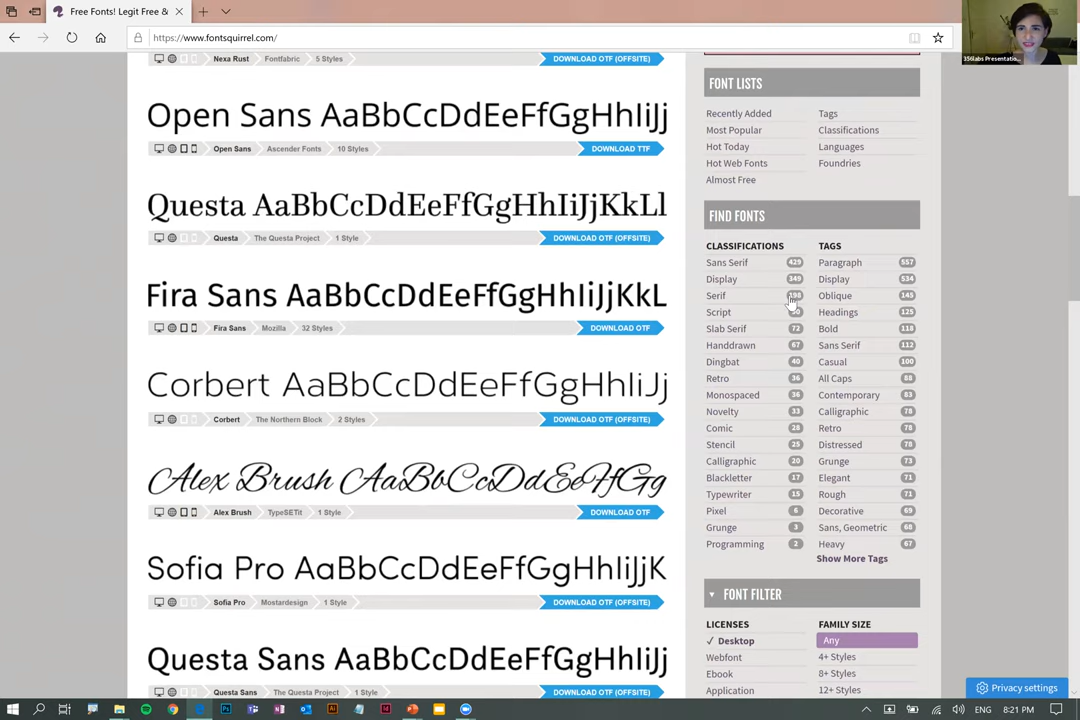 Free Fonts! Legit Free &
https://www.fontsquirrel.com/
356labs Presentatio...
Nexa Rust Fontfabric 5 Styles DOWNLOAD OTF (OFFSITE)
Open Sans AaBbCcDdEeFfGgHhIiJj
Open Sans Ascender Fonts 10 Styles DOWNLOAD TTF
Questa AaBbCcDdEeFfGgHhIiJjKkLl
Questa The Questa Project 1 Style DOWNLOAD OTF (OFFSITE)
Fira Sans AaBbCcDdEeFfGgHhIiJjKkL
Fira Sans Mozilla 32 Styles DOWNLOAD OTF
Corbert AaBbCcDdEeFfGgHhIiJj
Corbert The Northern Block 2 Styles DOWNLOAD OTF (OFFSITE)
Alex Brush AaBbCcDdEeFfGg
Alex Brush TypeSETit 1 Style DOWNLOAD OTF
Sofia Pro AaBbCcDdEeFfGgHhIiJjK
Sofia Pro Mostardesign 1 Style DOWNLOAD OTF (OFFSITE)
Questa Sans AaBbCcDdEeFfGgHhIiJj
Questa Sans The Questa Project 1 Style DOWNLOAD OTF (OFFSITE)
FONT LISTS
Recently Added Tags
Most Popular Classifications
Hot Today Languages
Hot Web Fonts Foundries
Almost Free
FIND FONTS
CLASSIFICATIONS TAGS
Sans Serif 429 Paragraph 557
Display 349 Display 534
Serif Oblique 145
Script Headings 125
Slab Serif 72 Bold 118
Handdrawn 67 Sans Serif 112
Dingbat 40 Casual 100
Retro 36 All Caps 88
Monospaced 36 Contemporary 83
Novelty 33 Calligraphic 78
Comic 28 Retro 78
Stencil 25 Distressed 78
Calligraphic 20 Grunge 73
Blackletter 17 Elegant 71
Typewriter 15 Rough 71
Pixel 6 Decorative 69
Grunge 3 Sans, Geometric 68
Programming 2 Heavy 67
Show More Tags
FONT FILTER
LICENSES FAMILY SIZE
✓ Desktop Any
Webfont 4+ Styles
Ebook 8+ Styles
Application 12+ Styles
Privacy settings
8:21 PM